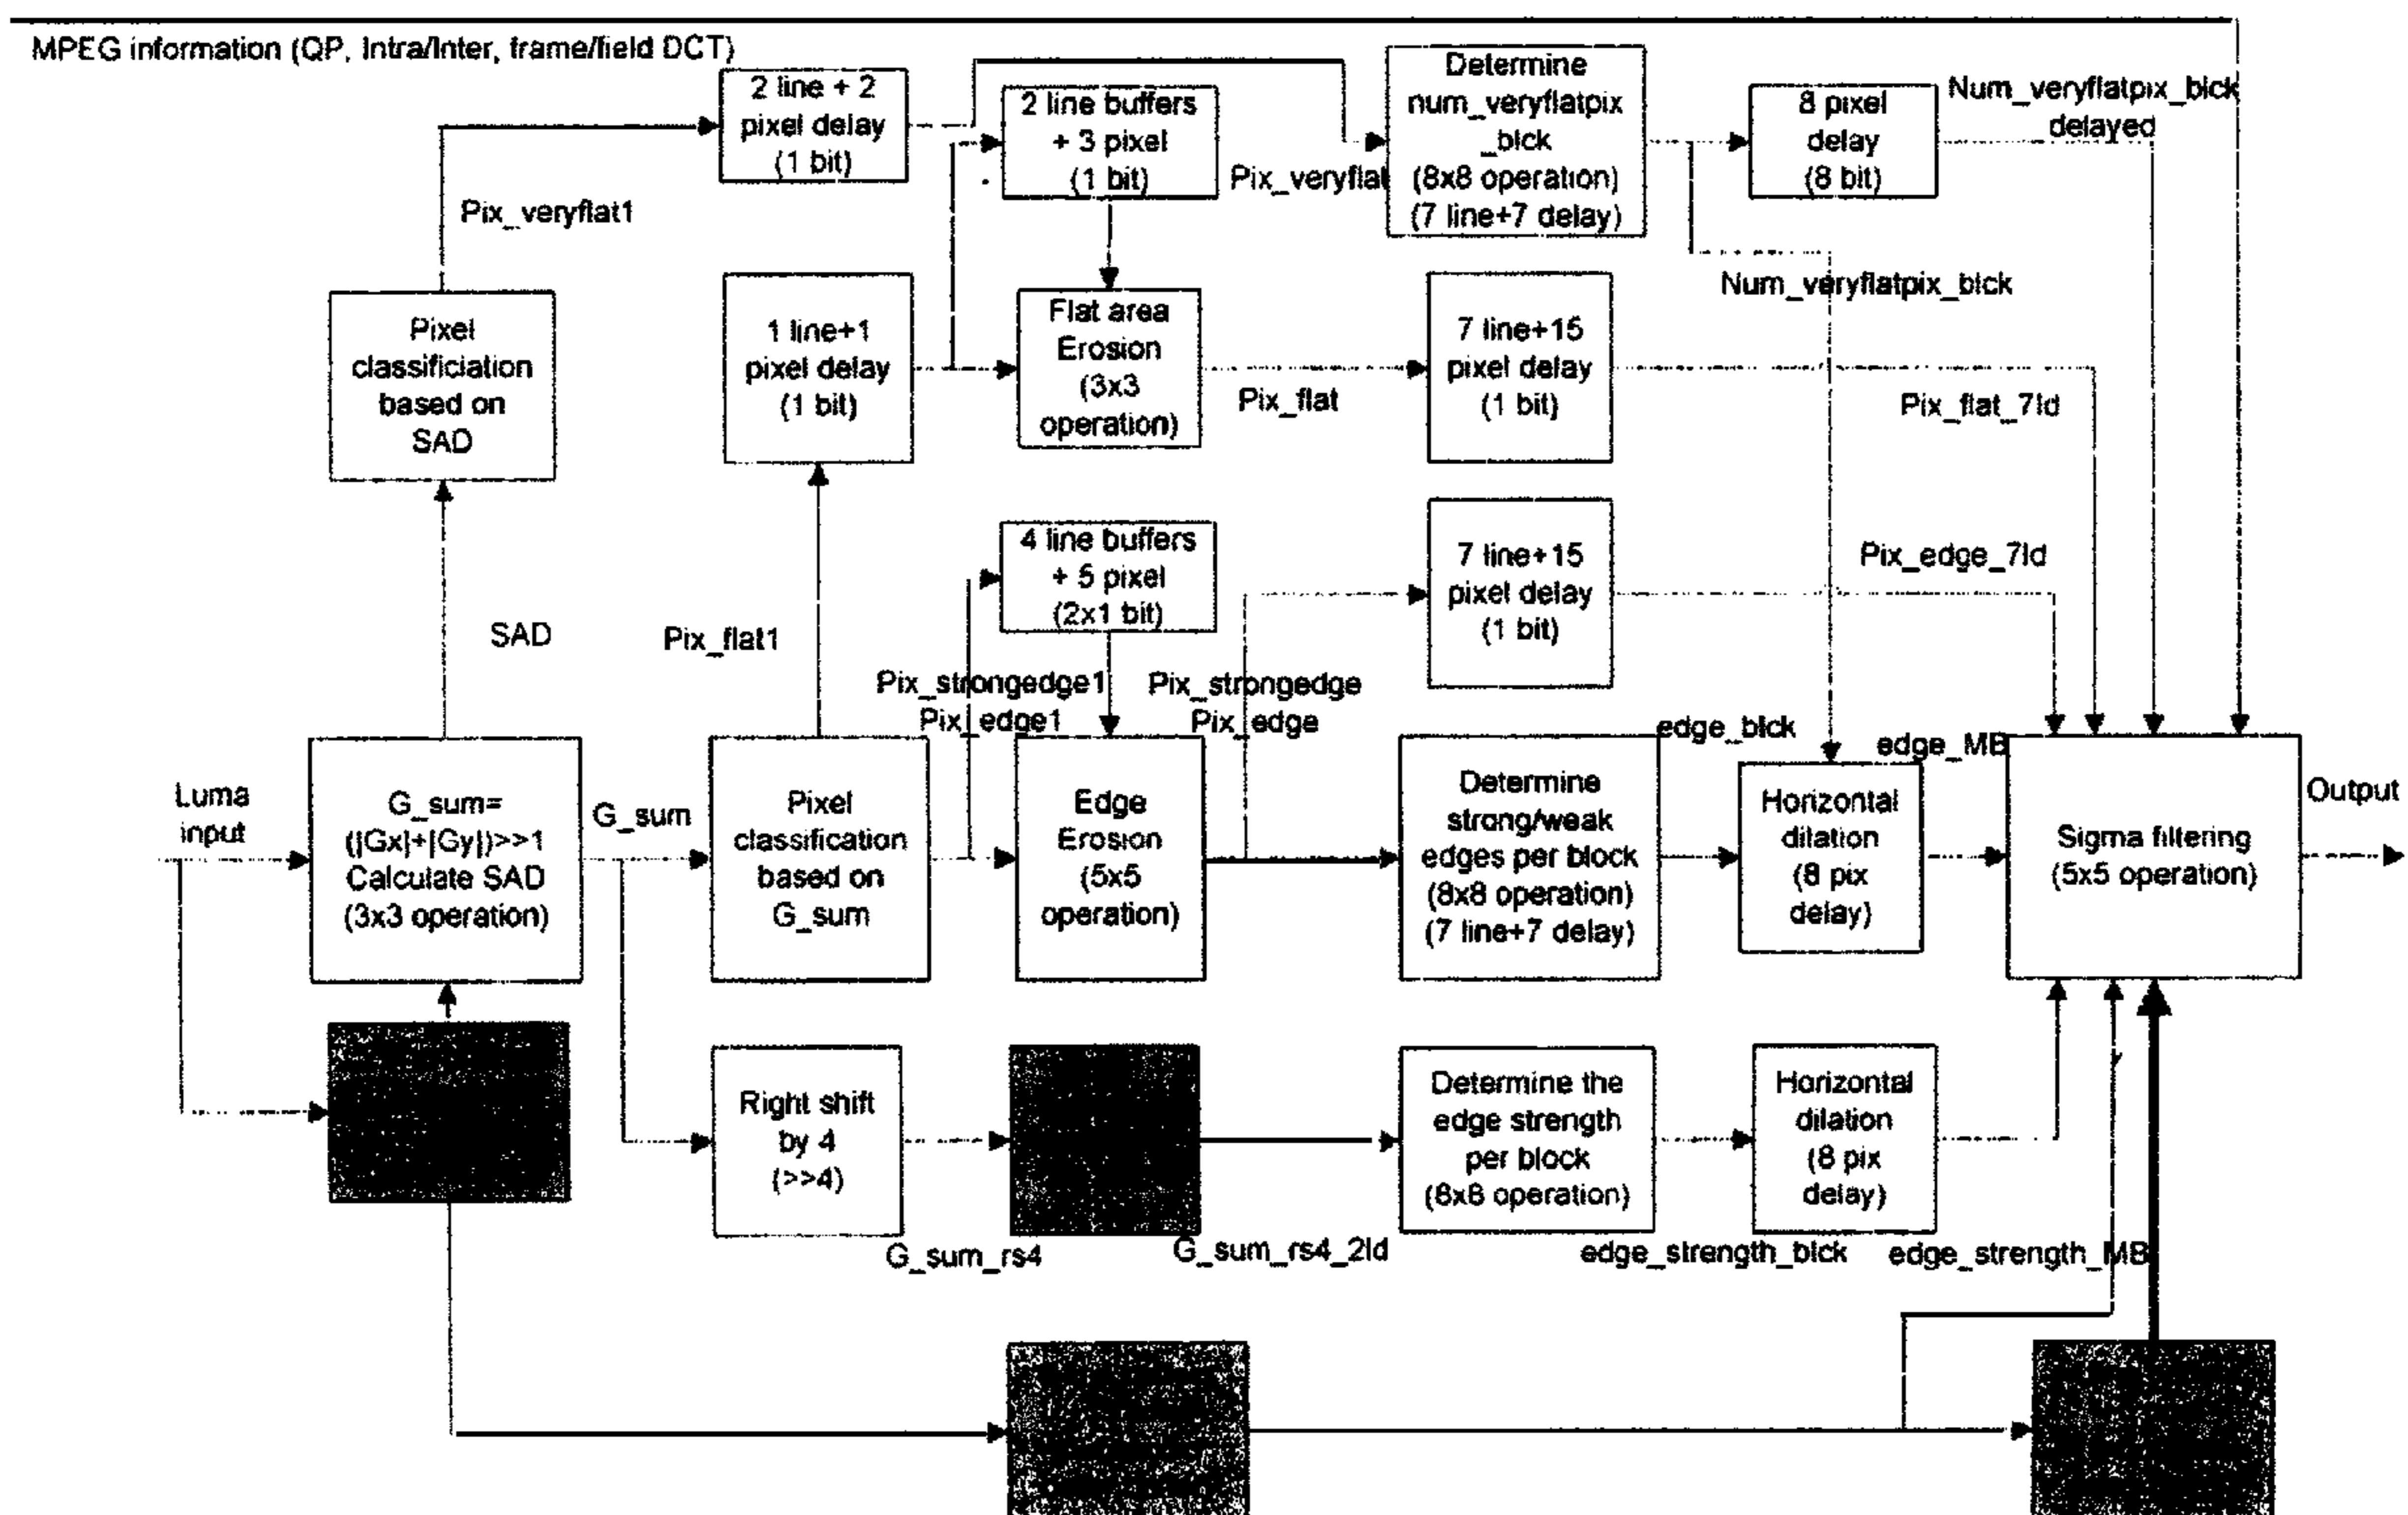 MPEG information (QP, Intra/Inter, frame/field DCT)
2 line + 2
pixel delay
(1 bit)
2 line buffers
+ 3 pixel
(1 bit)
Pix_veryflat
Determine
num_veryflatpix
_blck
(8x8 operation)
(7 line+7 delay)
8 pixel
delay
(8 bit)
Num_veryflatpix_blck
delayed
Pix_veryflat1
Num_veryflatpix_blck
Pixel
classificiation
based on
SAD
1 line+1
pixel delay
(1 bit)
Flat area
Erosion
(3x3
operation)
Pix_flat
7 line+15
pixel delay
(1 bit)
Pix_flat_7ld
4 line buffers
+ 5 pixel
(2x1 bit)
7 line+15
pixel delay
(1 bit)
Pix_edge_7ld
SAD
Pix_flat1
Pix_strongedge1
Pix_edge1
Pix_strongedge
Pix_edge
edge_blck
edge_MB
Luma
input
G_sum=
(|Gx|+|Gy|)>>1
Calculate SAD
(3x3 operation)
G_sum
Pixel
classification
based on
G_sum
Edge
Erosion
(5x5
operation)
Determine
strong/weak
edges per block
(8x8 operation)
(7 line+7 delay)
Horizontal
dilation
(8 pix
delay)
Sigma filtering
(5x5 operation)
Output
Right shift
by 4
(>>4)
G_sum_rs4
G_sum_rs4_2ld
Determine the
edge strength
per block
(8x8 operation)
edge_strength_blck
Horizontal
dilation
(8 pix
delay)
edge_strength_MB